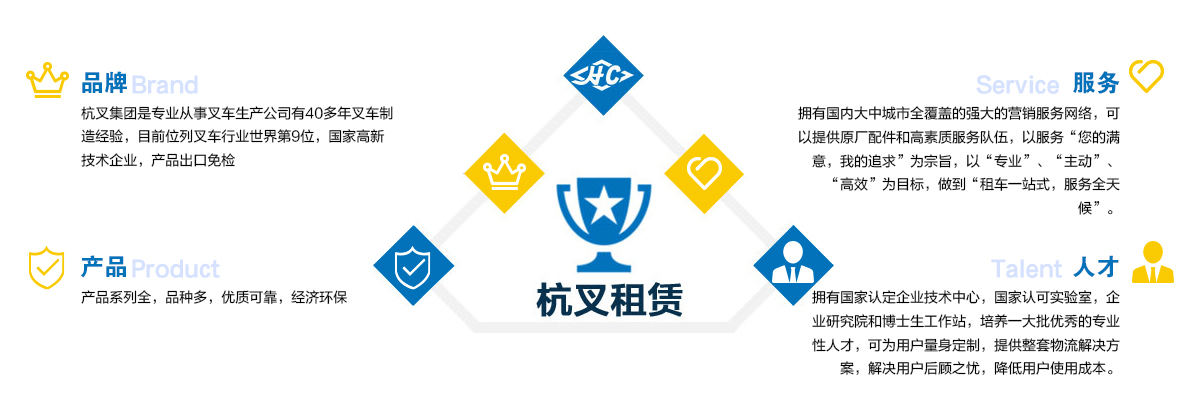 品牌 Brand
杭叉集团是专业从事叉车生产公司有40多年叉车制
造经验，目前位列叉车行业世界第9位，国家高新
技术企业，产品出口免检
产品 Product
产品系列全，品种多，优质可靠，经济环保
HC
杭叉租赁
Service 服务
拥有国内大中城市全覆盖的强大的营销服务网络，可
以提供原厂配件和高素质服务队伍，以服务“您的满
意，我的追求”为宗旨，以“专业”、“主动”、
“高效”为目标，做到“租车一站式，服务全天
候”。
Talent 人才
拥有国家认定企业技术中心，国家认可实验室，企
业研究院和博士生工作站，培养一大批优秀的专业
性人才，可为用户量身定制，提供整套物流解决方
案，解决用户后顾之忧，降低用户使用成本。